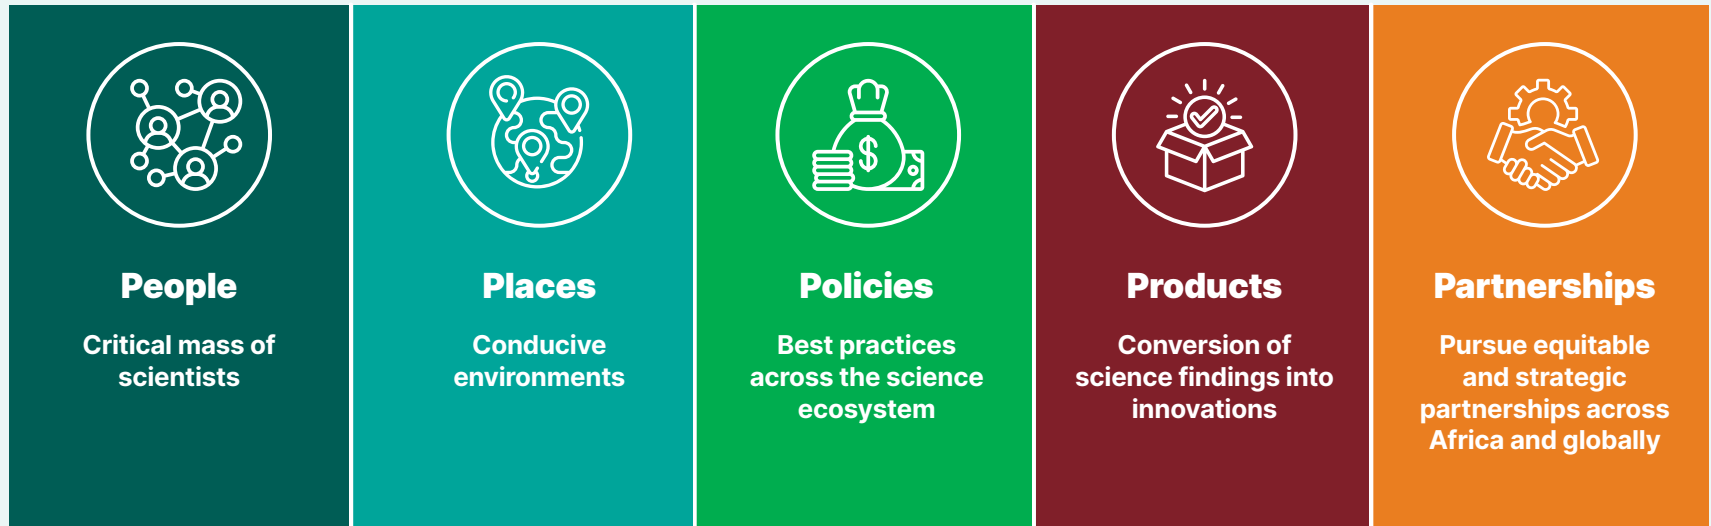 People
Critical mass of
scientists
Places
Conducive
environments
Policies
Best practices
across the science
ecosystem
Products
Conversion of
science findings into
innovations
Partnerships
Pursue equitable
and strategic
partnerships across
Africa and globally
$